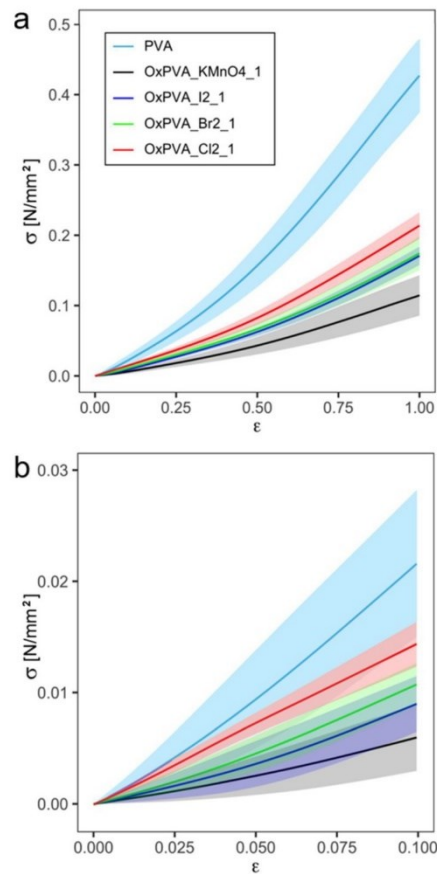 a
0.5
0.4
0.3
0.2
0.1
0.0
σ [N/mm²]
PVA
OxPVA_KMnO4_1
OxPVA_I2_1
OxPVA_Br2_1
OxPVA_Cl2_1
0.00 0.25 0.50 0.75 1.00
ε
b
0.03
0.02
0.01
0.00
σ [N/mm²]
0.000 0.025 0.050 0.075 0.100
ε